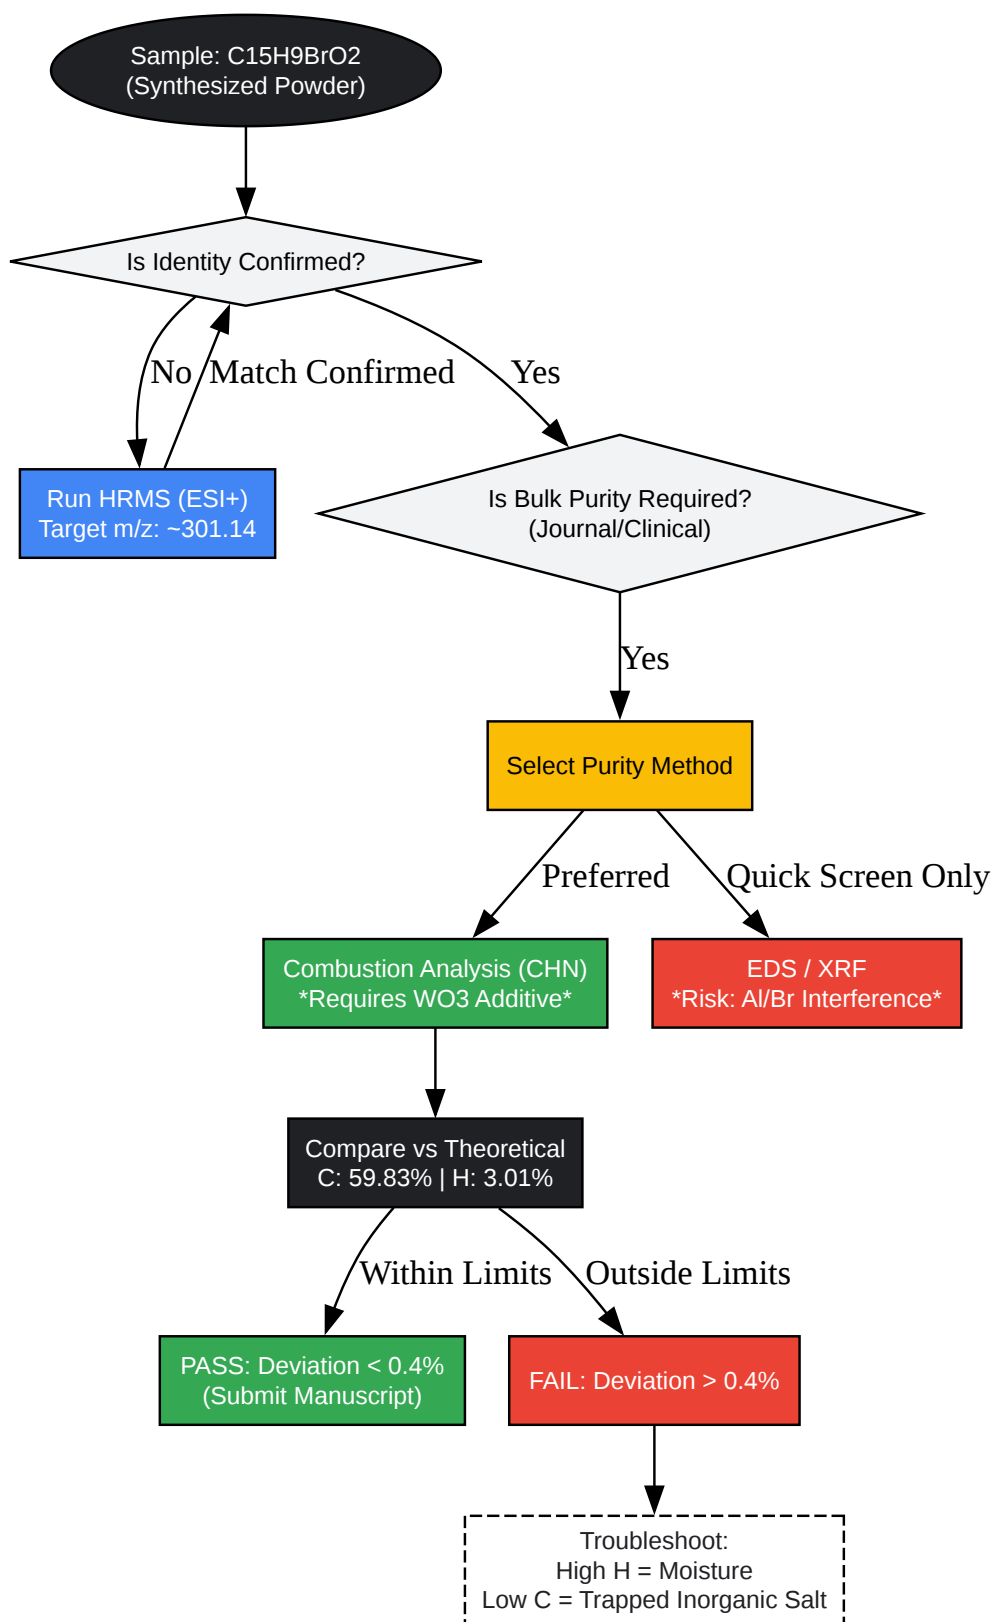 Sample: C15H9BrO2
(Synthesized Powder)
Is Identity Confirmed?
No
Match Confirmed
Yes
Run HRMS (ESI+)
Target m/z: ~301.14
Is Bulk Purity Required?
(Journal/Clinical)
Yes
Select Purity Method
Preferred
Quick Screen Only
Combustion Analysis (CHN)
*Requires WO3 Additive*
EDS / XRF
*Risk: Al/Br Interference*
Compare vs Theoretical
C: 59.83% | H: 3.01%
Within Limits
Outside Limits
PASS: Deviation < 0.4%
(Submit Manuscript)
FAIL: Deviation > 0.4%
Troubleshoot:
High H = Moisture
Low C = Trapped Inorganic Salt